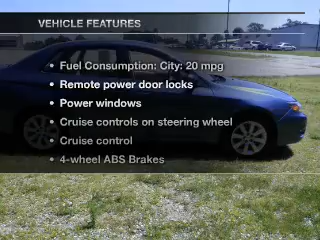 VEHICLE FEATURES
• Fuel Consumption: City: 20 mpg
• Remote power door locks
• Power windows
• Cruise controls on steering wheel
• Cruise control
• 4-wheel ABS Brakes